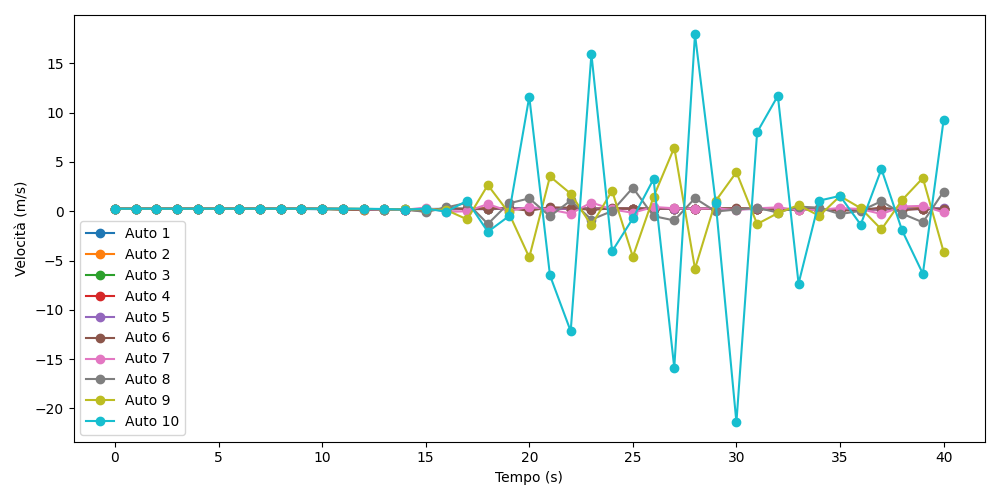 Velocità (m/s)
15
10
5
0
−5
−10
−15
−20
Auto 1
Auto 2
Auto 3
Auto 4
Auto 5
Auto 6
Auto 7
Auto 8
Auto 9
Auto 10
0 5 10 15 20 25 30 35 40
Tempo (s)